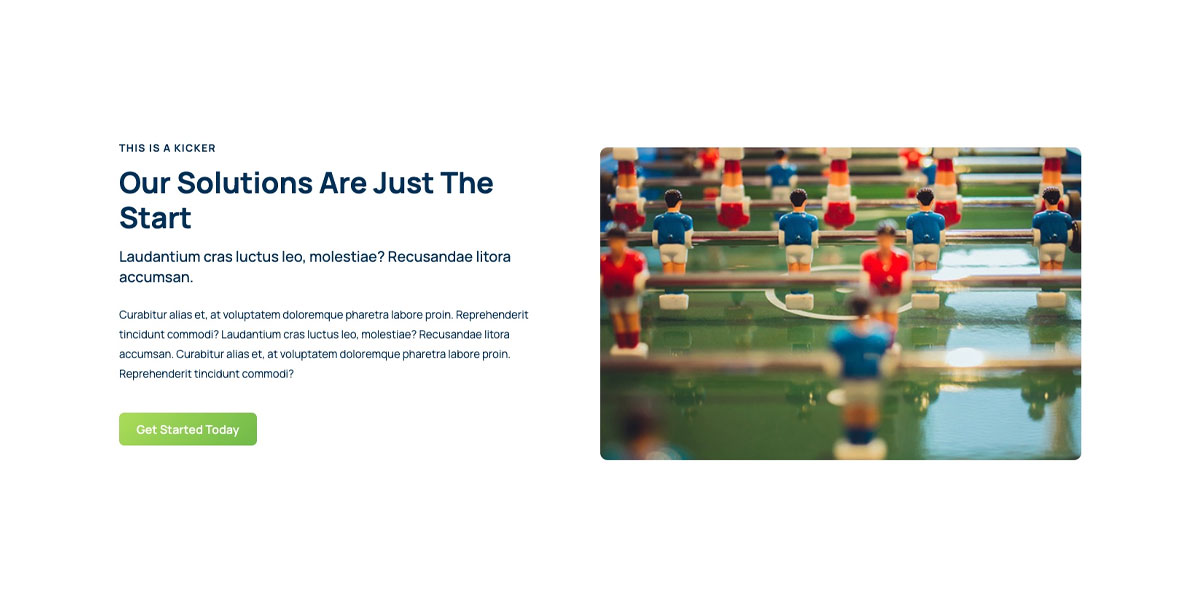 THIS IS A KICKER
Our Solutions Are Just The
Start
Laudantium cras luctus leo, molestiae? Recusandae litora
accumsan.
Curabitur alias et, at voluptatem doloremque pharetra labore proin. Reprehenderit
tincidunt commodi? Laudantium cras luctus leo, molestiae? Recusandae litora
accumsan. Curabitur alias et, at voluptatem doloremque pharetra labore proin.
Reprehenderit tincidunt commodi?
Get Started Today